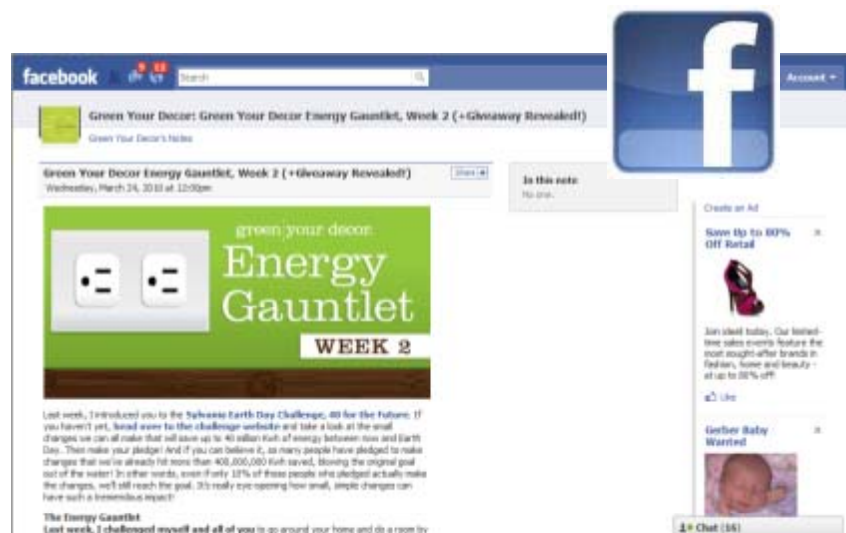 facebook
Search
Account
Green Your Decor: Green Your Decor Energy Gauntlet, Week 2 (+Giveaway Revealed!)
Green Your Decor's Notes
Green Your Decor Energy Gauntlet, Week 2 (+Giveaway Revealed!)
Share +
Wednesday, March 24, 2010 at 12:00pm
In this note
No one.
green your decor
Energy
Gauntlet
WEEK 2
Last week, I introduced you to the Sylvania Earth Day Challenge, 40 for the Future. If
you haven't yet, head over to the challenge website and take a look at the small
changes we can all make that will save up to 40 million Kwh of energy between now and Earth
Day. Then make your pledge! And if you can believe it, so many people have pledged to make
changes that we've already hit more than 400,000,000 Kwh saved, blowing the original goal
out of the water! In other words, even if only 10% of those people who pledged actually make
the changes, we'll still reach the goal. It's really eye opening how small, simple changes can
have such a tremendous impact!
The Energy Gauntlet
Last week, I challenged myself and all of you to go around your home and do a room by
Create an Ad
Save Up to 80%
Off Retail
Join ideeli today. Our limited-
time sales events feature the
most sought-after brands in
fashion, home and beauty -
at up to 80% off!
Like
Gerber Baby
Wanted
Chat (16)
f